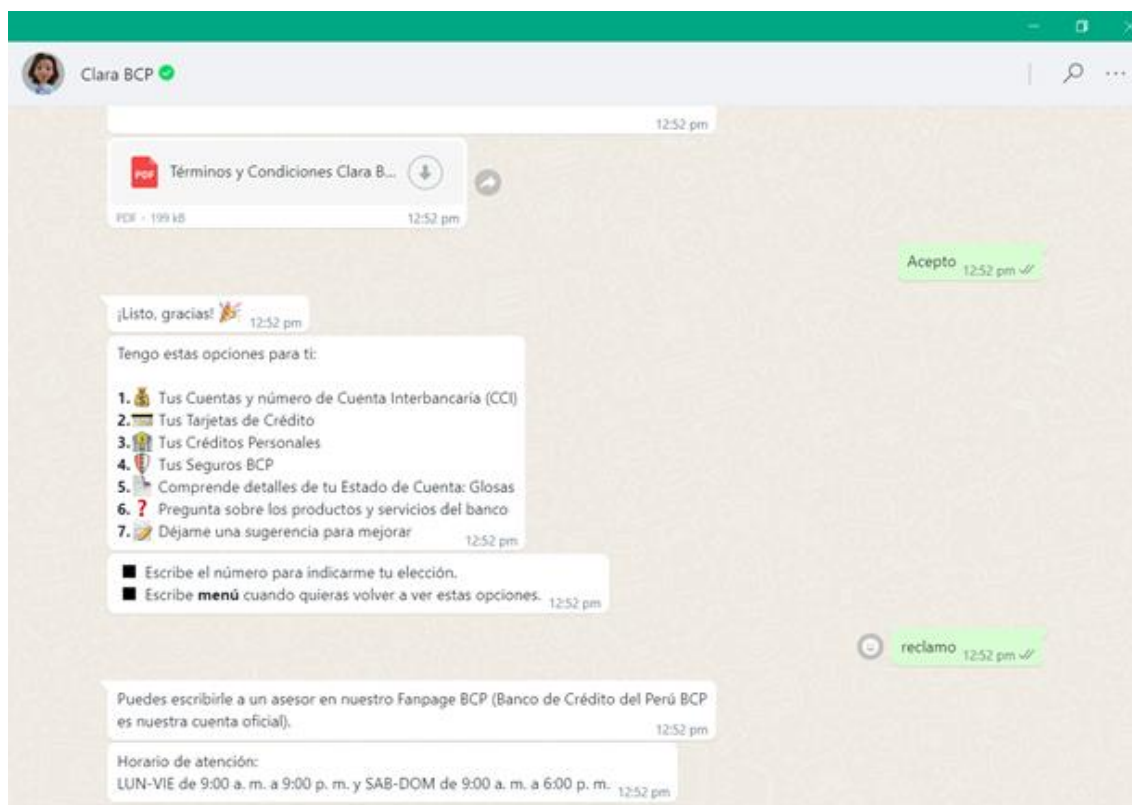 Clara BCP
12:52 pm
PDF
Términos y Condiciones Clara B...
PDF - 199 kB
12:52 pm
Acepto 12:52 pm
¡Listo, gracias! 12:52 pm
Tengo estas opciones para ti:
1. Tus Cuentas y número de Cuenta Interbancaria (CCI)
2. Tus Tarjetas de Crédito
3. Tus Créditos Personales
4. Tus Seguros BCP
5. Comprende detalles de tu Estado de Cuenta: Glosas
6. ? Pregunta sobre los productos y servicios del banco
7. Déjame una sugerencia para mejorar
12:52 pm
Escribe el número para indicarme tu elección.
Escribe menú cuando quieras volver a ver estas opciones. 12:52 pm
reclamo 12:52 pm
Puedes escribirle a un asesor en nuestro Fanpage BCP (Banco de Crédito del Perú BCP
es nuestra cuenta oficial).
12:52 pm
Horario de atención:
LUN-VIE de 9:00 a. m. a 9:00 p. m. y SAB-DOM de 9:00 a. m. a 6:00 p. m. 12:52 pm